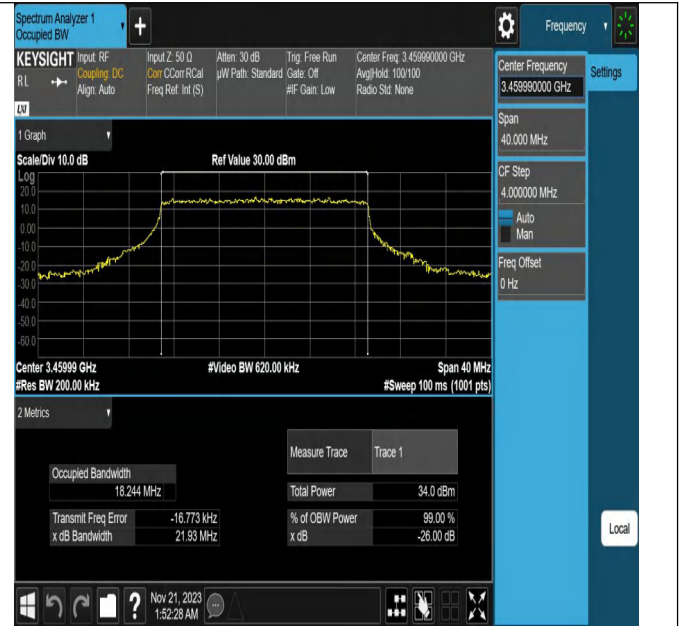 Spectrum Analyzer 1
Occupied BW
+
Frequency
KEYSIGHT
RL
LXI
Input: RF
Coupling: DC
Align: Auto
Input Z: 50 Ω
Corr CCorr RCal
Freq Ref: Int (S)
Atten: 30 dB
µW Path: Standard
Trig: Free Run
Gate: Off
#IF Gain: Low
Center Freq: 3.459990000 GHz
Avg|Hold: 100/100
Radio Std: None
Center Frequency
3.459990000 GHz
Settings
Span
40.000 MHz
CF Step
4.000000 MHz
Auto
Man
Freq Offset
0 Hz
Local
1 Graph
Scale/Div 10.0 dB
Ref Value 30.00 dBm
Log
20.0
10.0
0.00
-10.0
-20.0
-30.0
-40.0
-50.0
-60.0
Center 3.45999 GHz
#Video BW 620.00 kHz
Span 40 MHz
#Res BW 200.00 kHz
#Sweep 100 ms (1001 pts)
2 Metrics
Measure Trace Trace 1
Occupied Bandwidth
18.244 MHz
Total Power 34.0 dBm
Transmit Freq Error -16.773 kHz
% of OBW Power 99.00 %
x dB Bandwidth 21.93 MHz
x dB -26.00 dB
?
Nov 21, 2023
1:52:28 AM